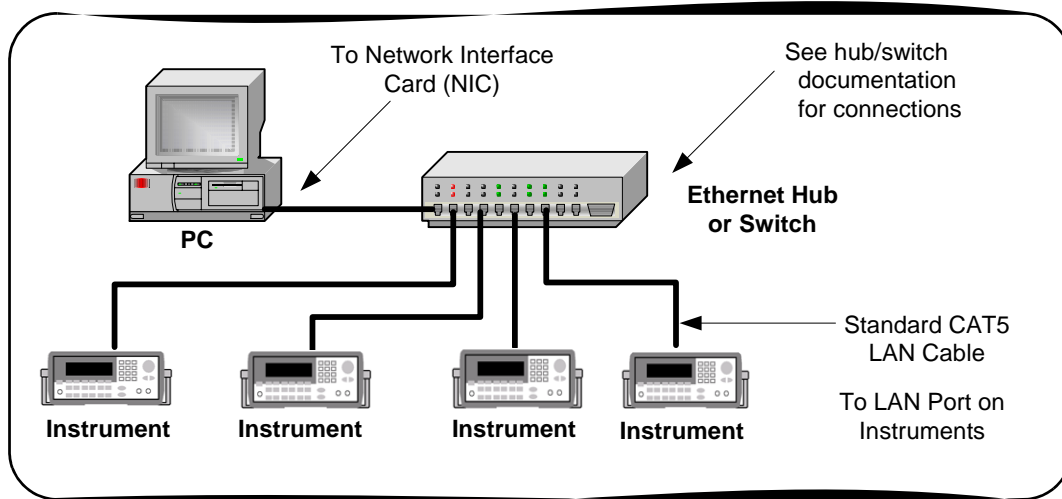 To Network Interface
Card (NIC)
See hub/switch
documentation
for connections
Ethernet Hub
or Switch
PC
Standard CAT5
LAN Cable
To LAN Port on
Instruments
Instrument
Instrument
Instrument
Instrument